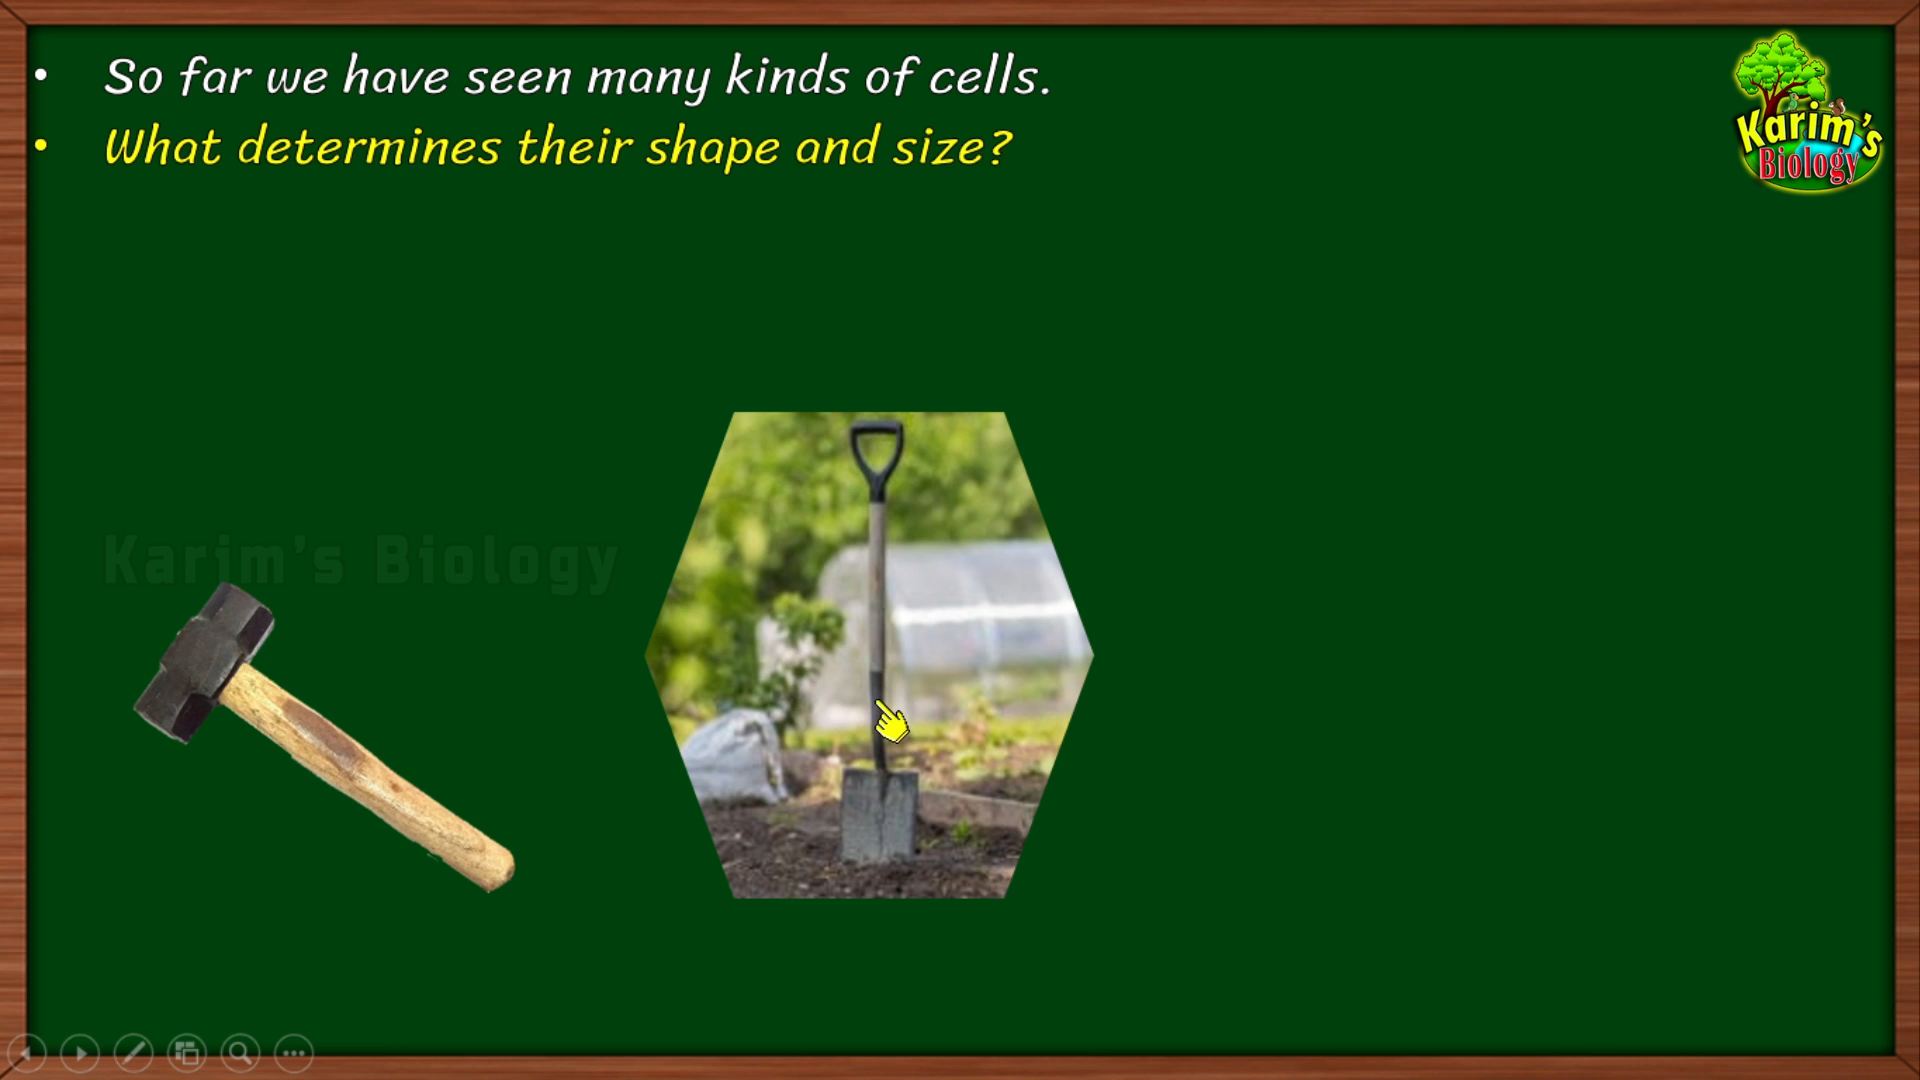 • So far we have seen many kinds of cells.
• What determines their shape and size?
Karim's
Biology
Karim's Biology